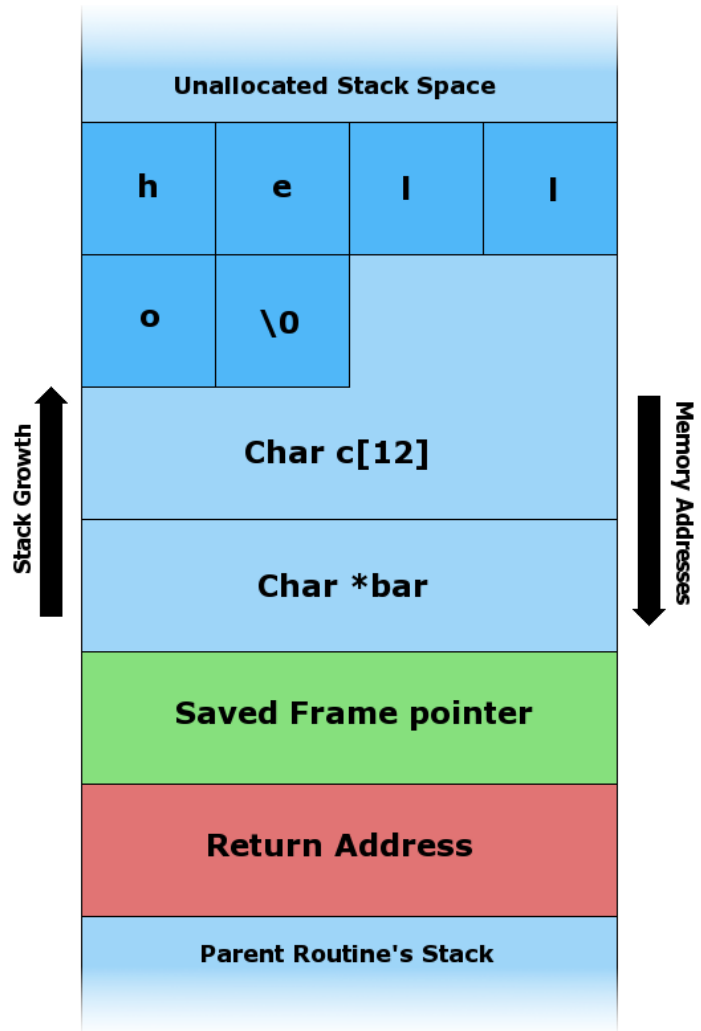 Unallocated Stack Space
h e l l
o \0
Char c[12]
Stack Growth
Memory Addresses
Char *bar
Saved Frame pointer
Return Address
Parent Routine's Stack